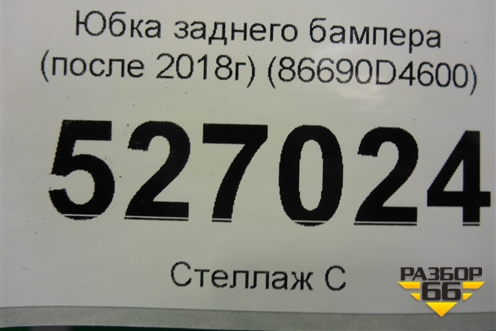 Юбка заднего бампера
(после 2018г) (86690D4600)
527024
Стеллаж С
РАЗБОР
66